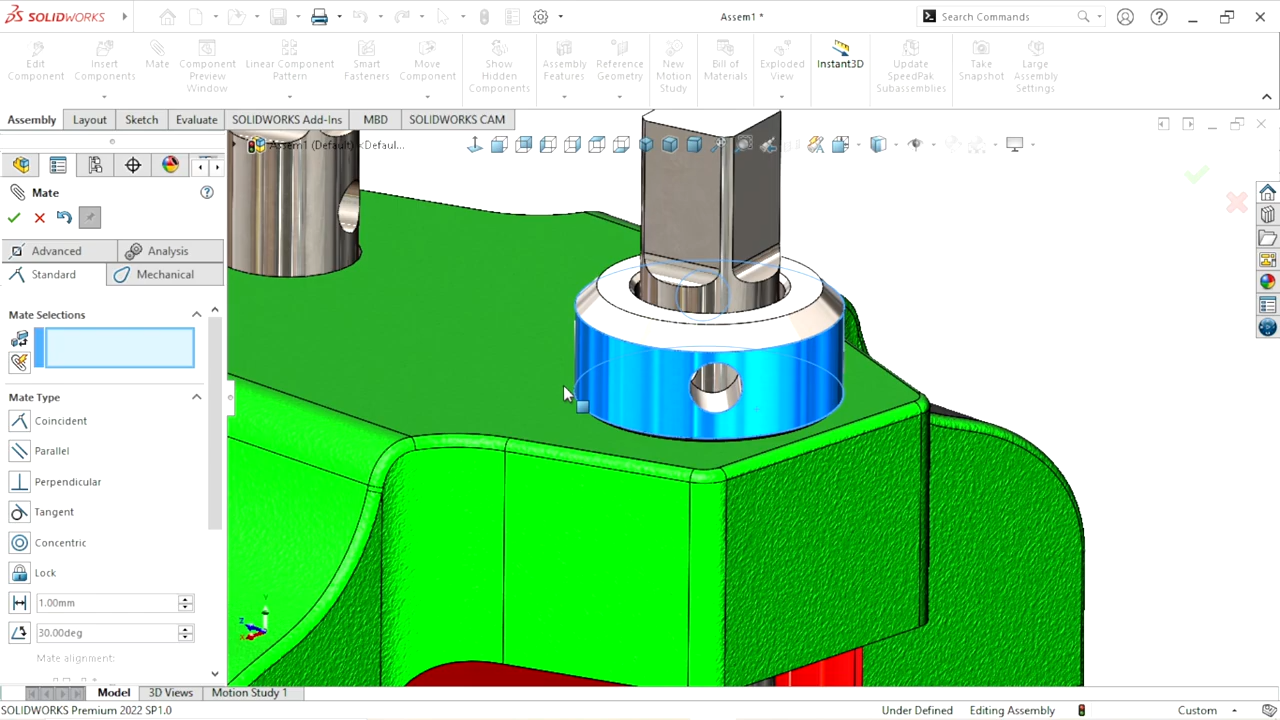 SOLIDWORKS
Assem1 *
Search Commands
Edit Component
Insert Components
Mate
Component Preview Window
Linear Component Pattern
Smart Fasteners
Move Component
Show Hidden Components
Assembly Features
Reference Geometry
New Motion Study
Bill of Materials
Exploded View
Instant3D
Update SpeedPak Subassemblies
Take Snapshot
Large Assembly Settings
Assembly
Layout
Sketch
Evaluate
SOLIDWORKS Add-Ins
MBD
SOLIDWORKS CAM
Assem1 (Default) <Defaul...
Mate
Advanced
Analysis
Standard
Mechanical
Mate Selections
Mate Type
Coincident
Parallel
Perpendicular
Tangent
Concentric
Lock
1.00mm
30.00deg
Mate alignment:
Y
Z
X
Model
3D Views
Motion Study 1
SOLIDWORKS Premium 2022 SP1.0
Under Defined
Editing Assembly
Custom